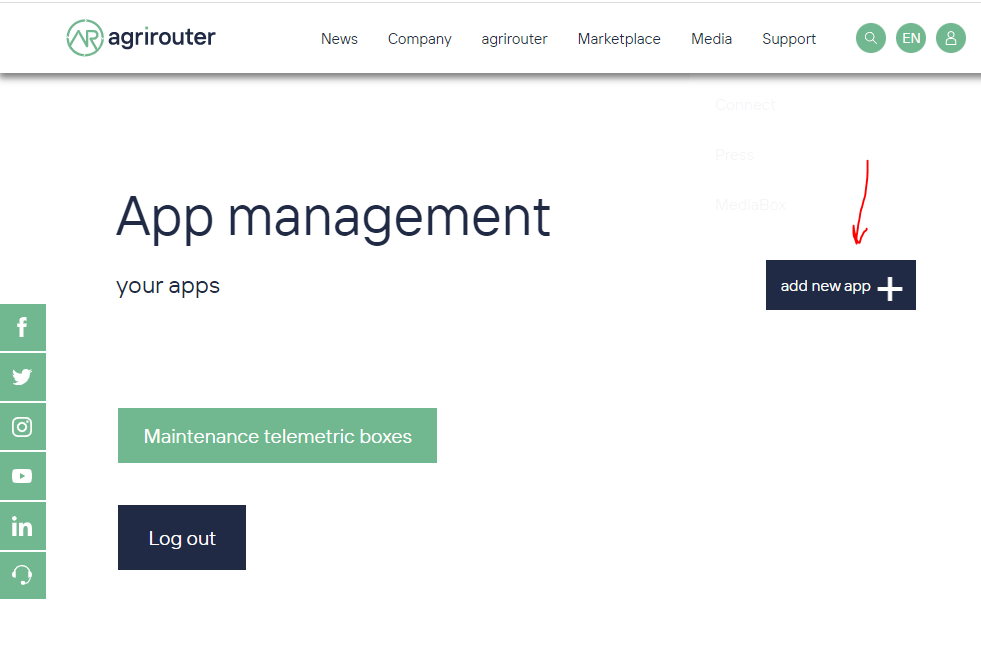 agrirouter
News Company agrirouter Marketplace Media Support EN
Connect
Press
MediaBox
App management
your apps
add new app
Maintenance telemetric boxes
Log out